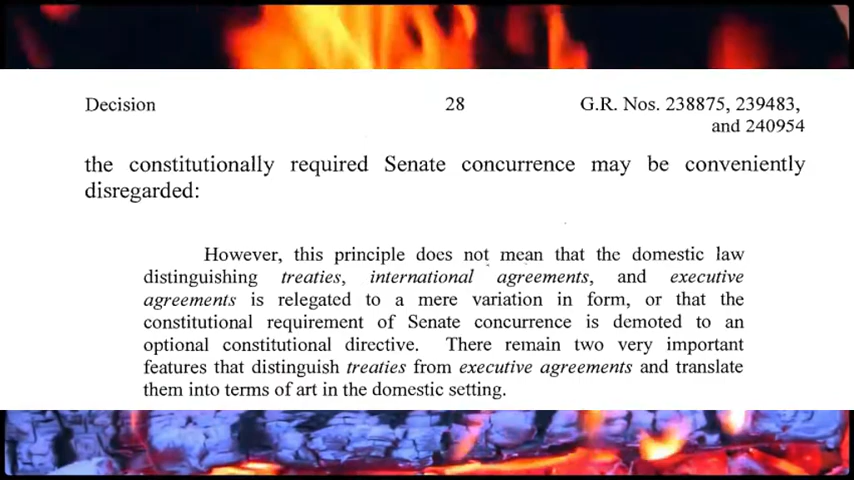 Decision 28 G.R. Nos. 238875, 239483,
and 240954
the constitutionally required Senate concurrence may be conveniently
disregarded:
However, this principle does not mean that the domestic law
distinguishing treaties, international agreements, and executive
agreements is relegated to a mere variation in form, or that the
constitutional requirement of Senate concurrence is demoted to an
optional constitutional directive. There remain two very important
features that distinguish treaties from executive agreements and translate
them into terms of art in the domestic setting.